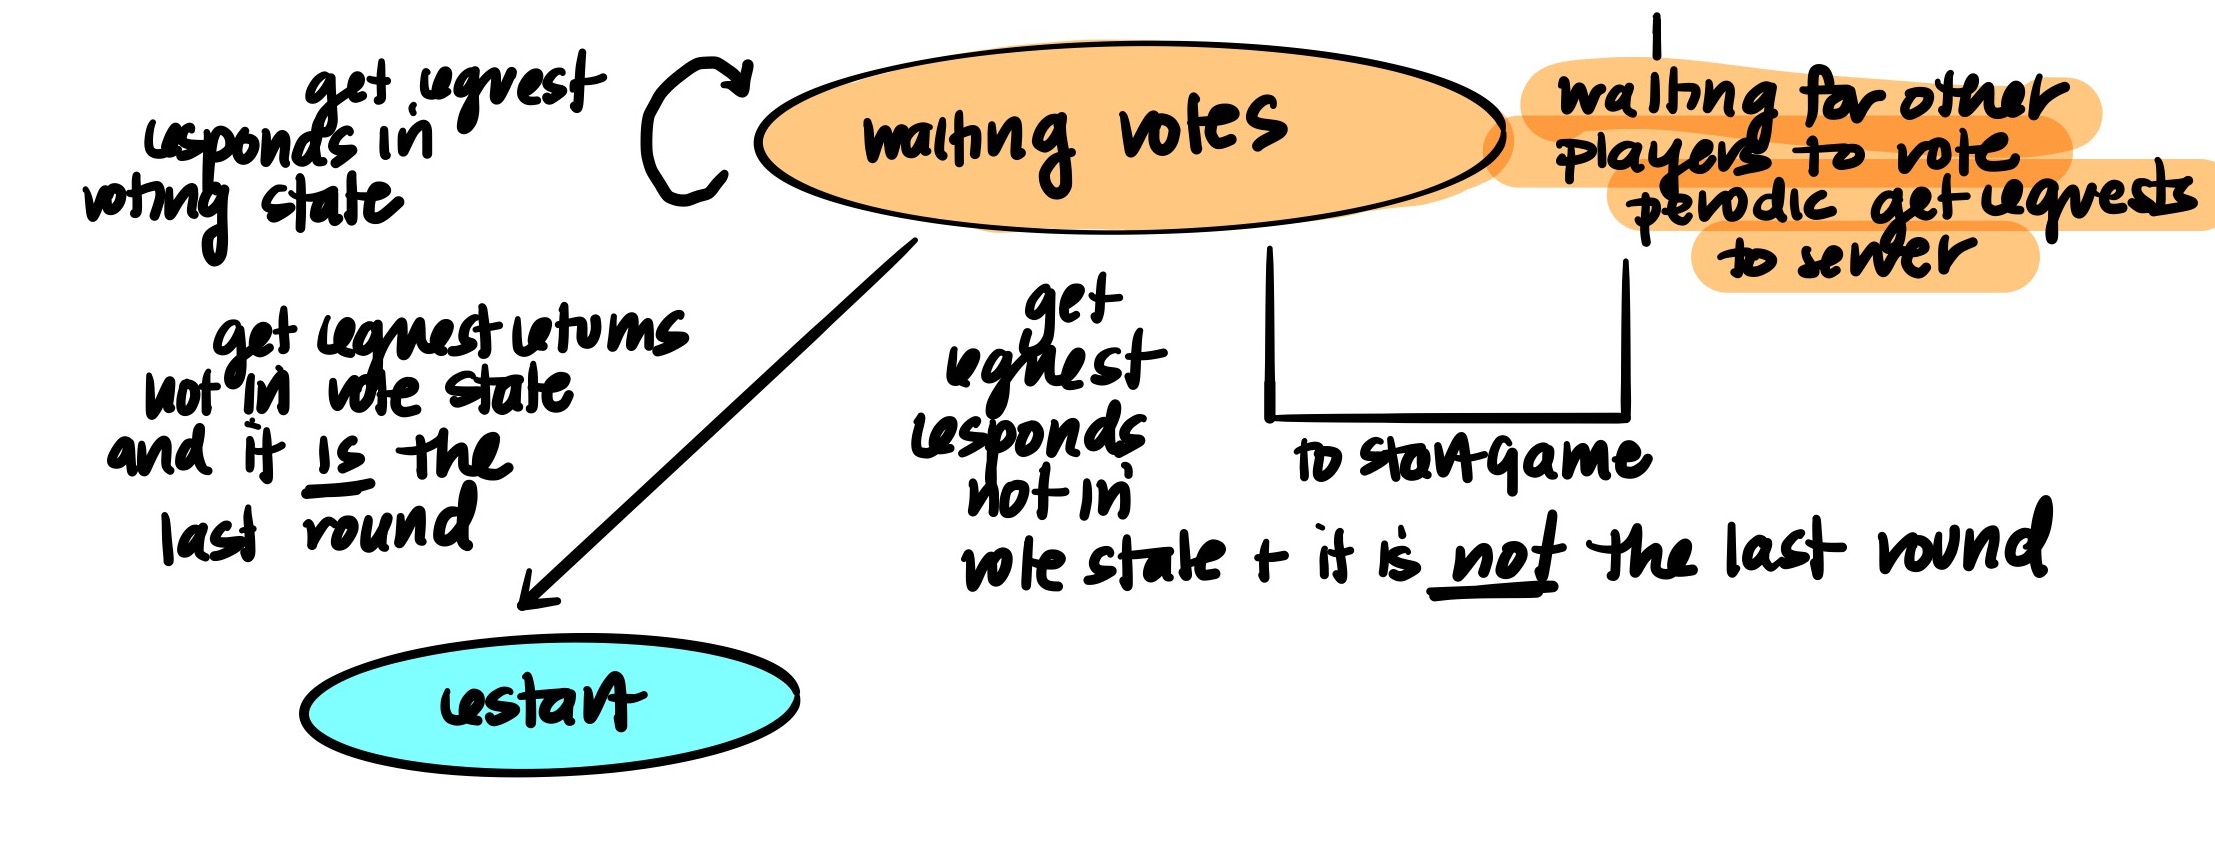 get request
responds in
voting state
waiting votes
waiting for other
players to vote
periodic get requests
to server
get request returns
not in vote state
and it is the
last round
get
request
responds
not in
vote state + it is not the last round
to start game
restart